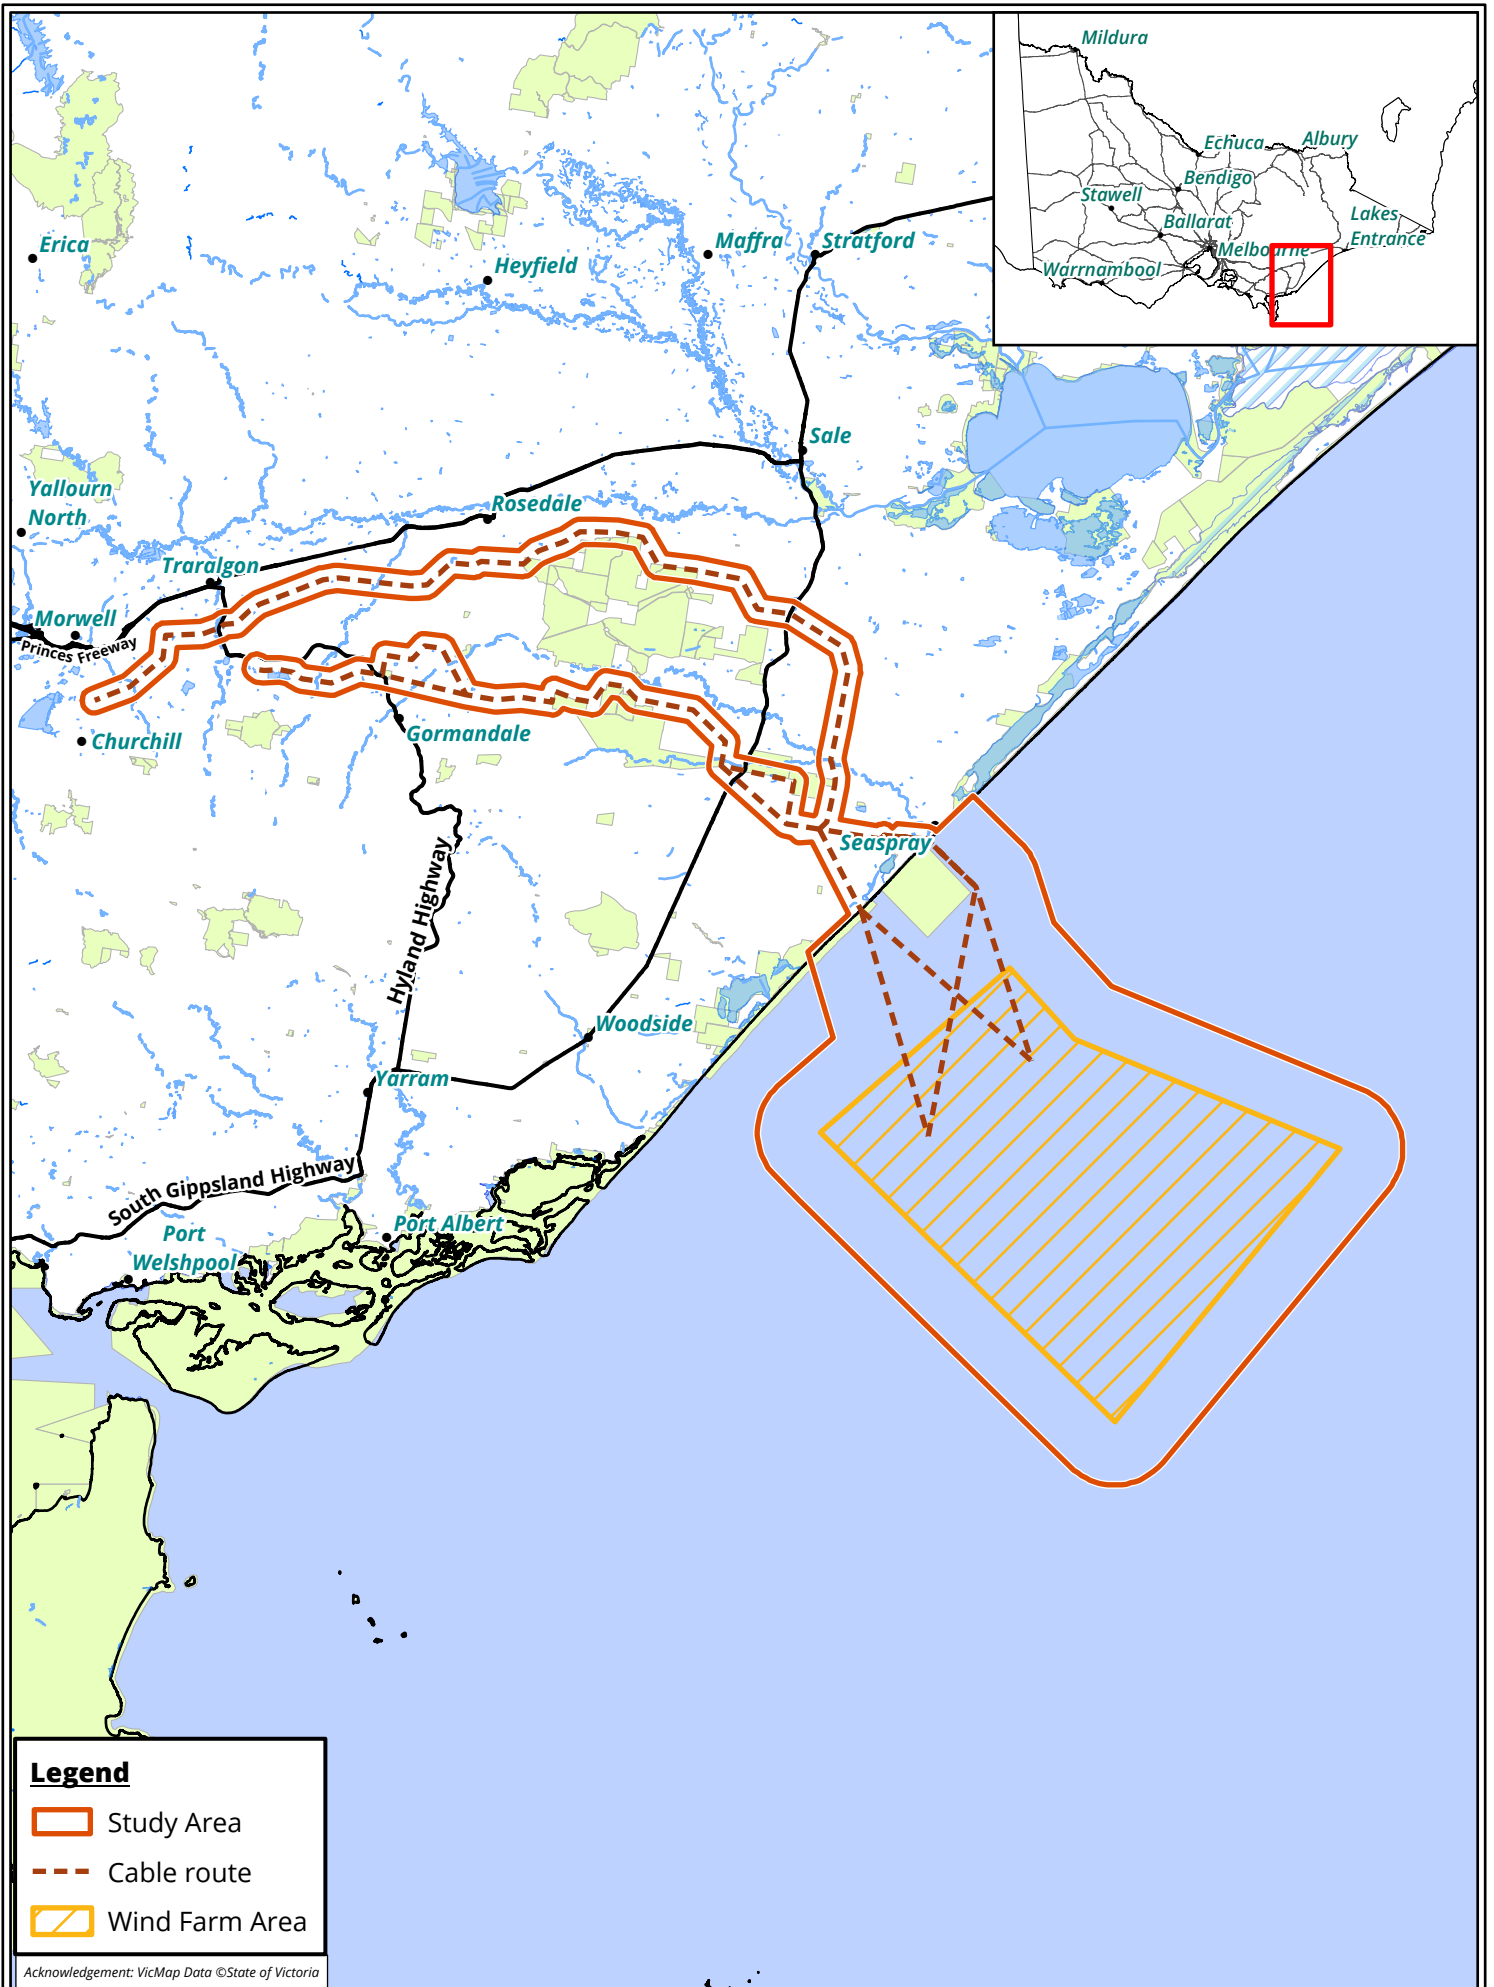 Mildura
Echuca
Albury
Bendigo
Stawell
Ballarat
Lakes
Entrance
Melbourne
Warrnambool
Erica
Maffra
Stratford
Heyfield
Sale
Yallourn
North
Rosedale
Traralgon
Morwell
Princes Freeway
Churchill
Gormandale
Seaspray
Hyland Highway
Woodside
Yarram
South Gippsland Highway
Port Albert
Port
Welshpool
Legend
Study Area
Cable route
Wind Farm Area
Acknowledgement: VicMap Data ©State of Victoria